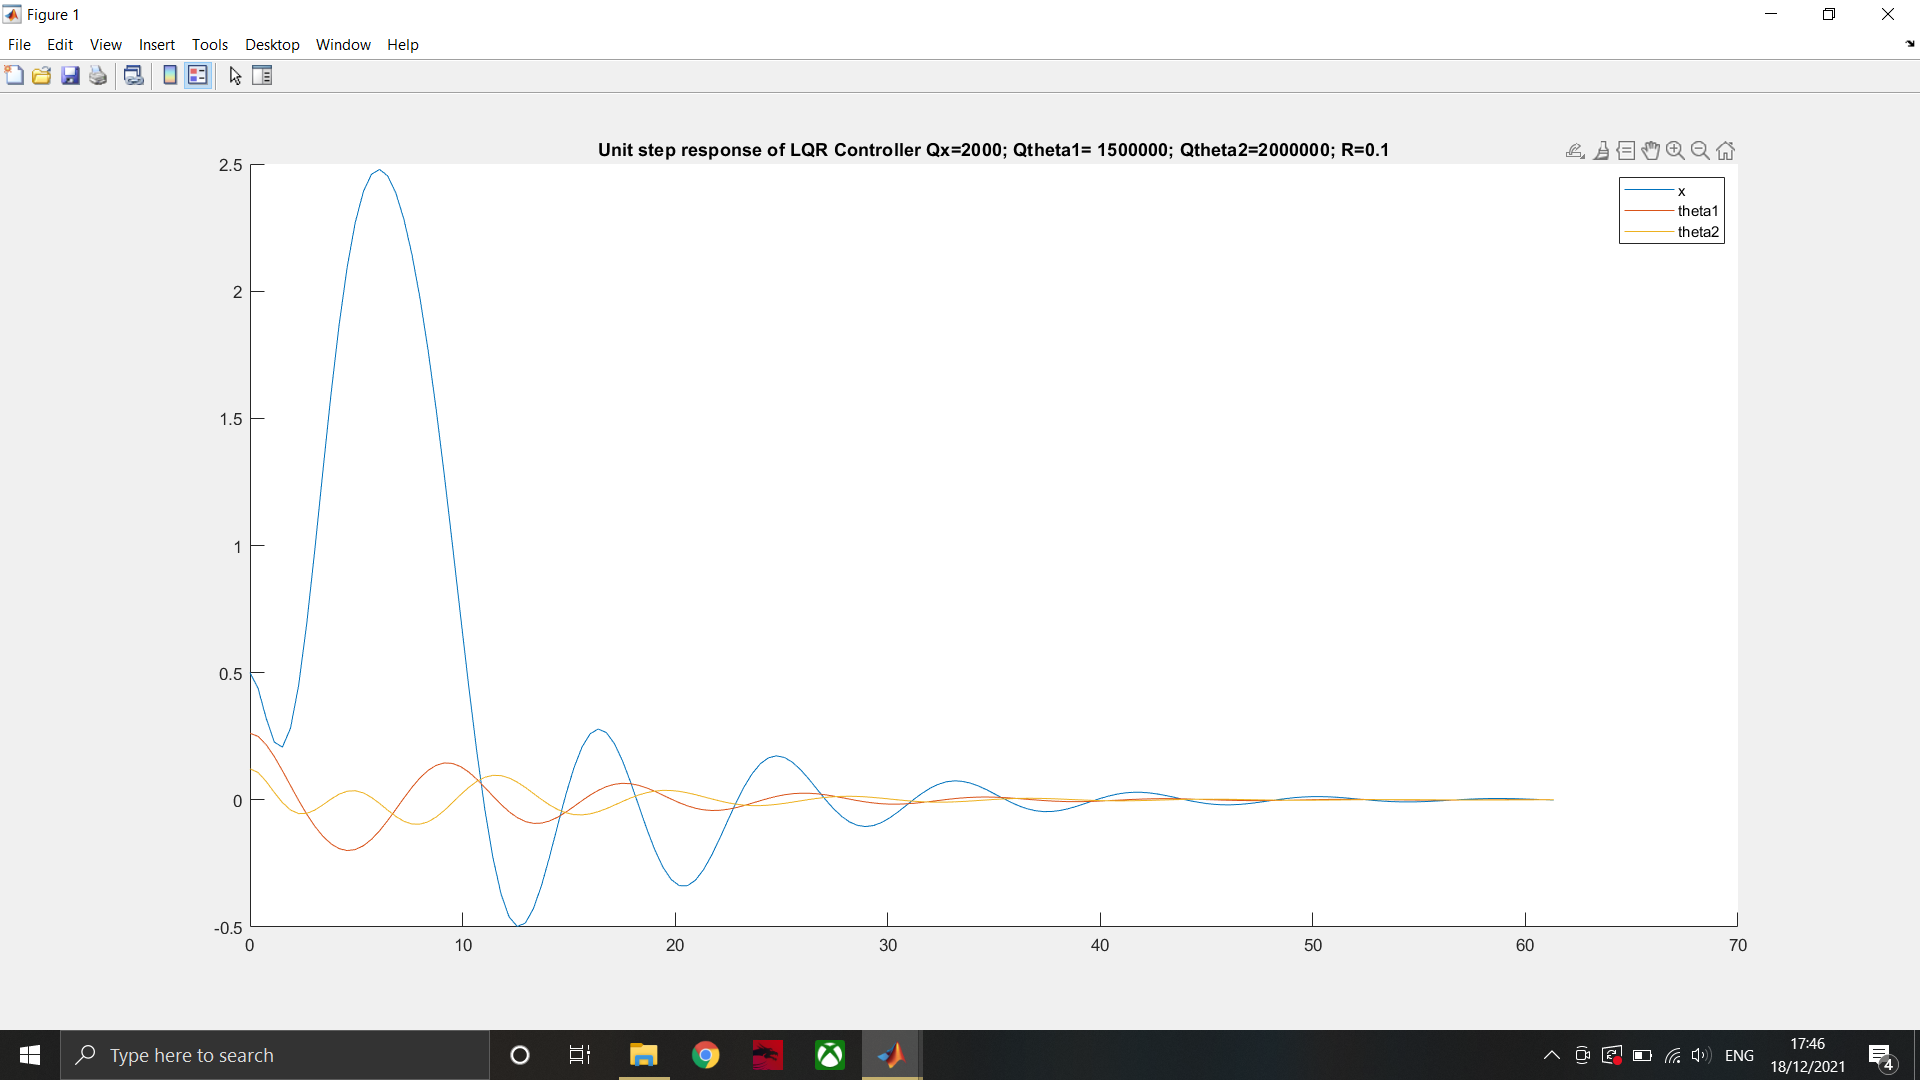 Figure 1
File Edit View Insert Tools Desktop Window Help
Unit step response of LQR Controller Qx=2000; Qtheta1= 1500000; Qtheta2=2000000; R=0.1
2.5
2
1.5
1
0.5
0
-0.5
x
theta1
theta2
0 10 20 30 40 50 60 70
Type here to search
ENG
17:46
18/12/2021
4